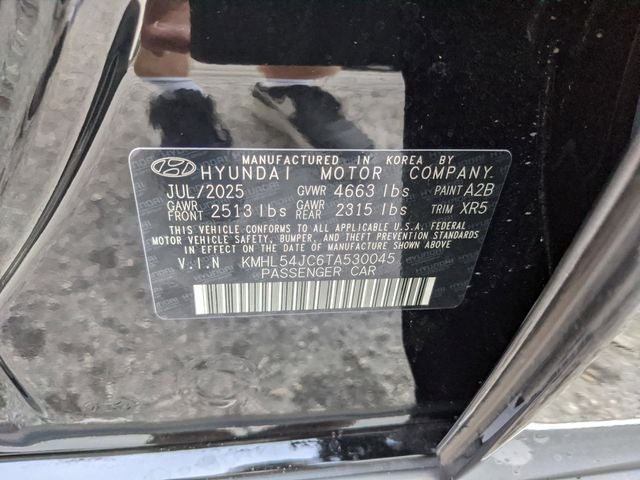 MANUFACTURED IN KOREA BY
HYUNDAI MOTOR COMPANY.
JUL/2025 GVWR 4663 lbs PAINT A2B
GAWR FRONT 2513 lbs GAWR REAR 2315 lbs TRIM XR5
THIS VEHICLE CONFORMS TO ALL APPLICABLE U.S.A. FEDERAL
MOTOR VEHICLE SAFETY, BUMPER, AND THEFT PREVENTION STANDARDS
IN EFFECT ON THE DATE OF MANUFACTURE SHOWN ABOVE.
V.I.N KMHL54JC6TA530045
PASSENGER CAR